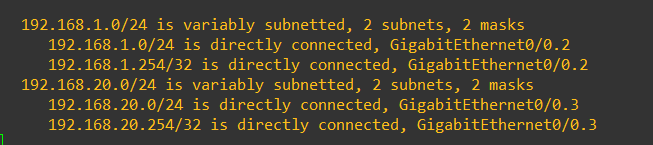 192.168.1.0/24 is variably subnetted, 2 subnets, 2 masks
192.168.1.0/24 is directly connected, GigabitEthernet0/0.2
192.168.1.254/32 is directly connected, GigabitEthernet0/0.2
192.168.20.0/24 is variably subnetted, 2 subnets, 2 masks
192.168.20.0/24 is directly connected, GigabitEthernet0/0.3
192.168.20.254/32 is directly connected, GigabitEthernet0/0.3